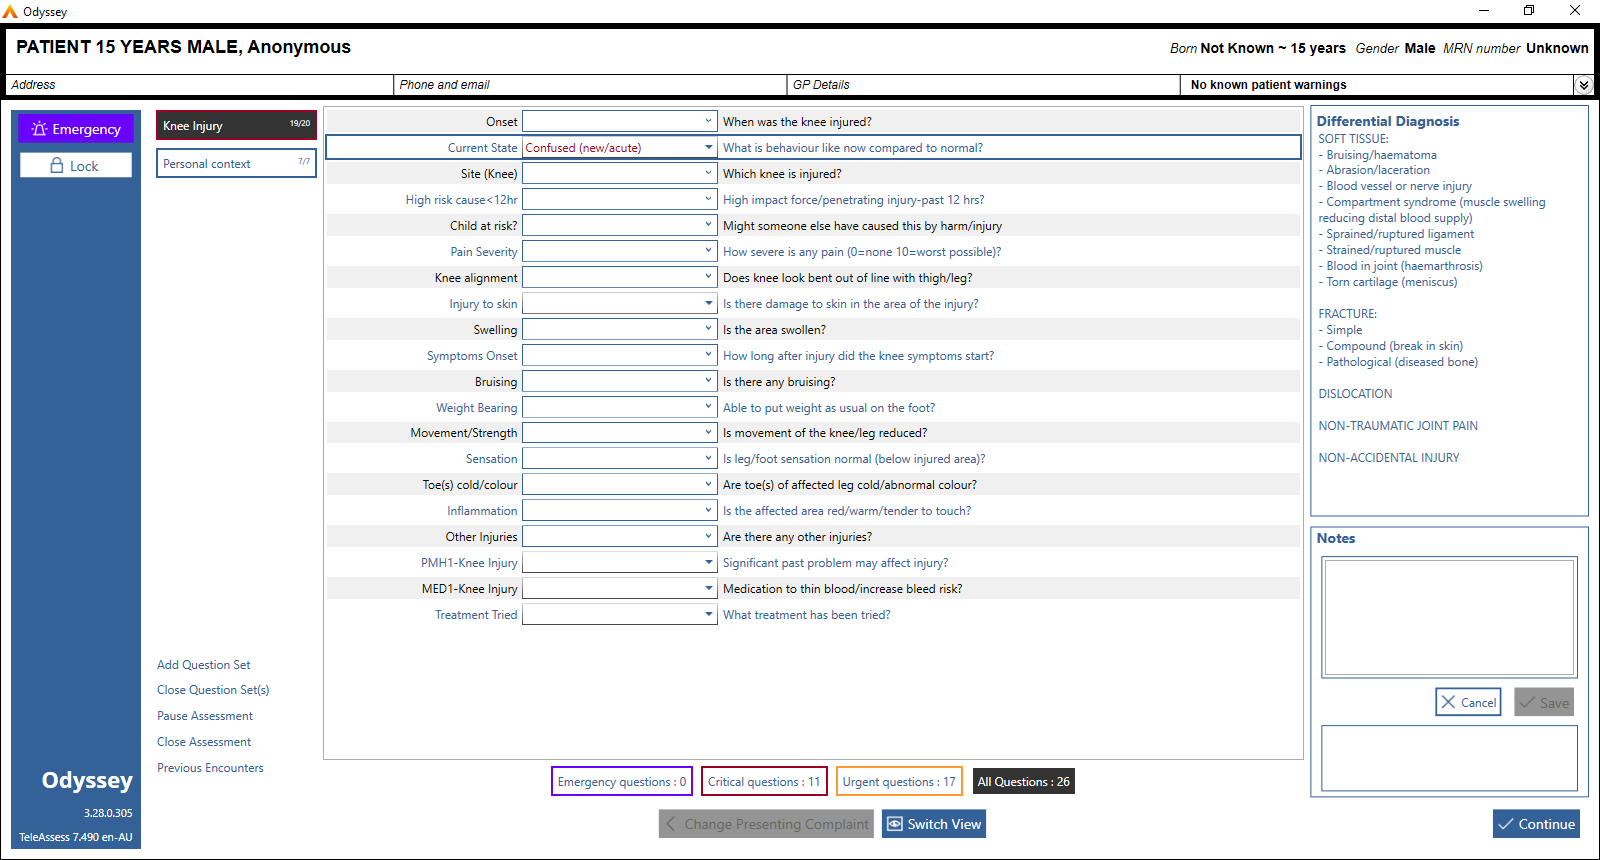 Odyssey
PATIENT 15 YEARS MALE, Anonymous
Born Not Known ~ 15 years Gender Male MRN number Unknown
Address
Phone and email
GP Details
No known patient warnings
Emergency
Lock
Knee Injury 19/20
Personal context 7/7
Onset When was the knee injured?
Current State Confused (new/acute) What is behaviour like now compared to normal?
Site (Knee) Which knee is injured?
High risk cause<12hr High impact force/penetrating injury-past 12 hrs?
Child at risk? Might someone else have caused this by harm/injury
Pain Severity How severe is any pain (0=none 10=worst possible)?
Knee alignment Does knee look bent out of line with thigh/leg?
Injury to skin Is there damage to skin in the area of the injury?
Swelling Is the area swollen?
Symptoms Onset How long after injury did the knee symptoms start?
Bruising Is there any bruising?
Weight Bearing Able to put weight as usual on the foot?
Movement/Strength Is movement of the knee/leg reduced?
Sensation Is leg/foot sensation normal (below injured area)?
Toe(s) cold/colour Are toe(s) of affected leg cold/abnormal colour?
Inflammation Is the affected area red/warm/tender to touch?
Other Injuries Are there any other injuries?
PMH1-Knee Injury Significant past problem may affect injury?
MED1-Knee Injury Medication to thin blood/increase bleed risk?
Treatment Tried What treatment has been tried?
Differential Diagnosis
SOFT TISSUE:
- Bruising/haematoma
- Abrasion/laceration
- Blood vessel or nerve injury
- Compartment syndrome (muscle swelling
reducing distal blood supply)
- Sprained/ruptured ligament
- Strained/ruptured muscle
- Blood in joint (haemarthrosis)
- Torn cartilage (meniscus)
FRACTURE:
- Simple
- Compound (break in skin)
- Pathological (diseased bone)
DISLOCATION
NON-TRAUMATIC JOINT PAIN
NON-ACCIDENTAL INJURY
Notes
Cancel
Save
Add Question Set
Close Question Set(s)
Pause Assessment
Close Assessment
Previous Encounters
Odyssey
3.28.0.305
TeleAssess 7.490 en-AU
Emergency questions : 0
Critical questions : 11
Urgent questions : 17
All Questions : 26
Change Presenting Complaint
Switch View
Continue